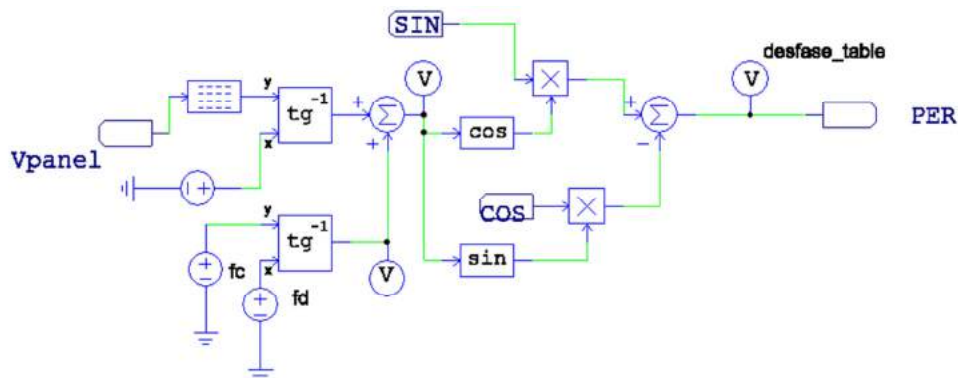 SIN
V
V
desfase_table
y
tg⁻¹
x
+
Σ
+
cos
×
+
Σ
−
PER
Vpanel
COS
×
y
tg⁻¹
x
fc
fd
V
sin